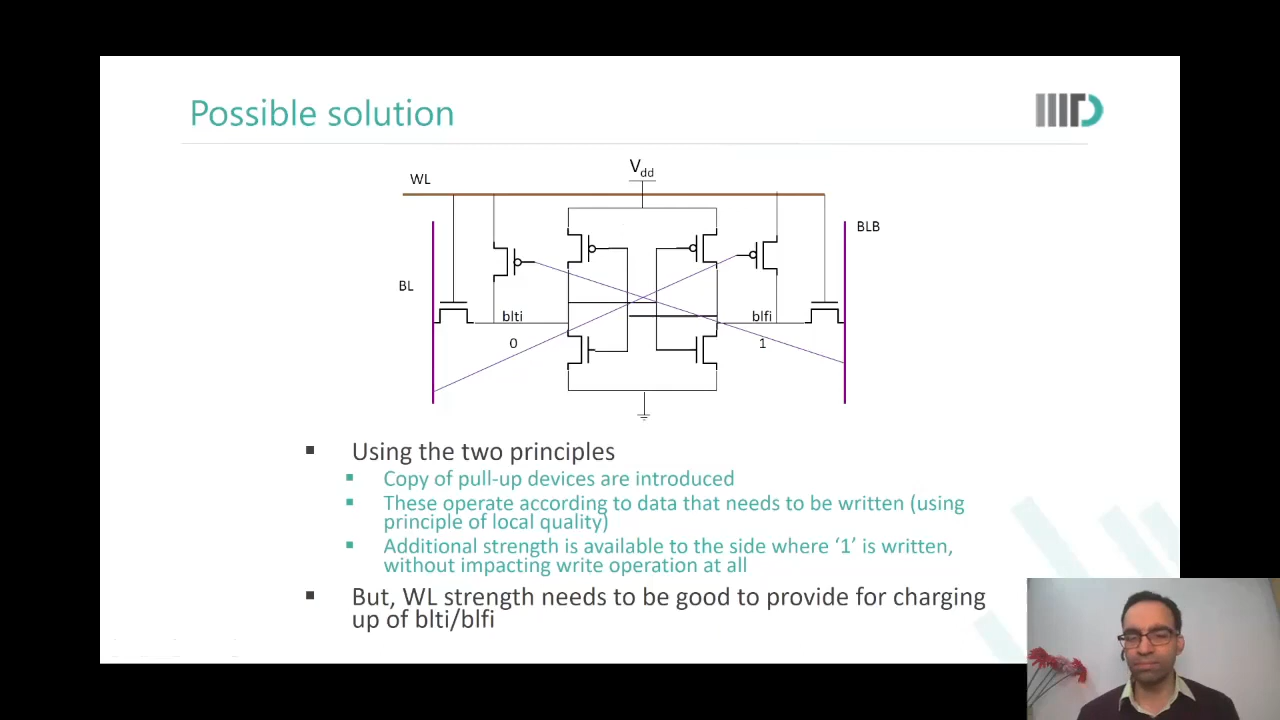 Possible solution
IIITD
Vdd
WL
BLB
BL
blti
blfi
0
1
Using the two principles
Copy of pull-up devices are introduced
These operate according to data that needs to be written (using
principle of local quality)
Additional strength is available to the side where ‘1’ is written,
without impacting write operation at all
But, WL strength needs to be good to provide for charging
up of blti/blfi